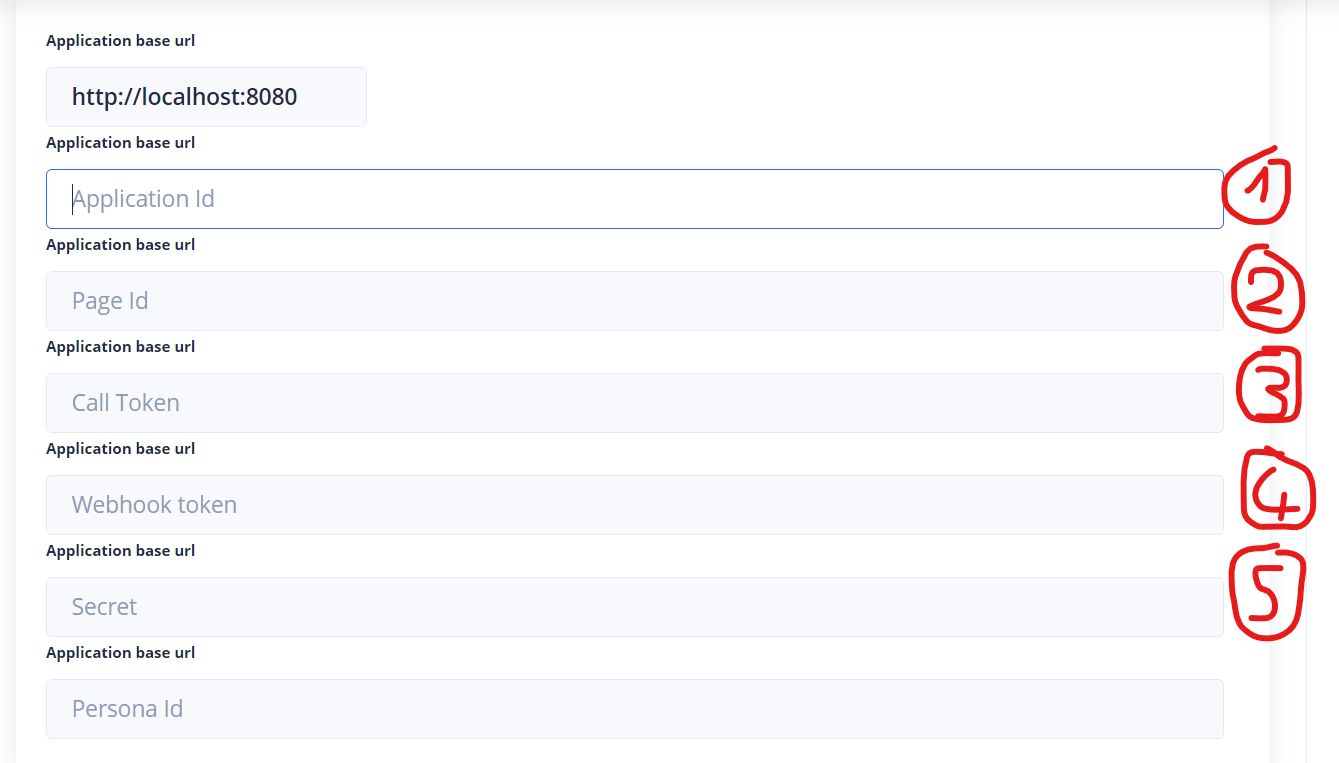 Application base url
http://localhost:8080
Application base url
Application Id
1
Application base url
Page Id
2
Application base url
Call Token
3
Application base url
Webhook token
4
Application base url
Secret
5
Application base url
Persona Id